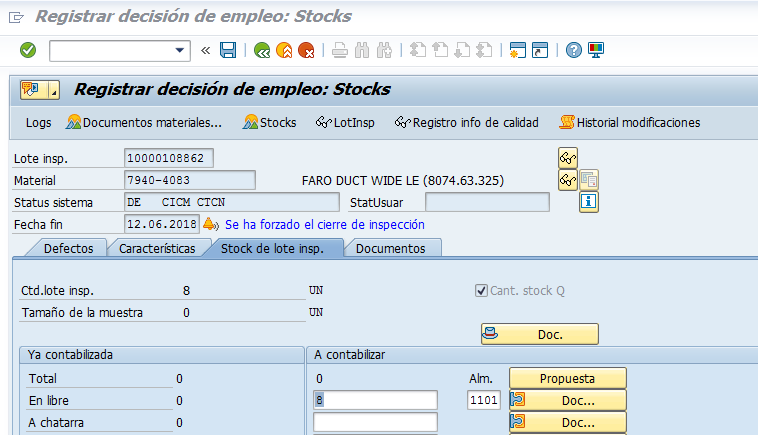 Registrar decisión de empleo: Stocks
Registrar decisión de empleo: Stocks
Logs Documentos materiales... Stocks LotInsp Registro info de calidad Historial modificaciones
Lote insp. 10000108862
Material 7940-4083 FARO DUCT WIDE LE (8074.63.325)
Status sistema DE CICM CTCN StatUsuar
Fecha fin 12.06.2018 Se ha forzado el cierre de inspección
Defectos Características Stock de lote insp. Documentos
Ctd.lote insp. 8 UN Cant. stock Q
Tamaño de la muestra 0 UN
Doc.
Ya contabilizada A contabilizar
Total 0 0 Alm. Propuesta
En libre 0 8 1101 Doc...
A chatarra 0 Doc...